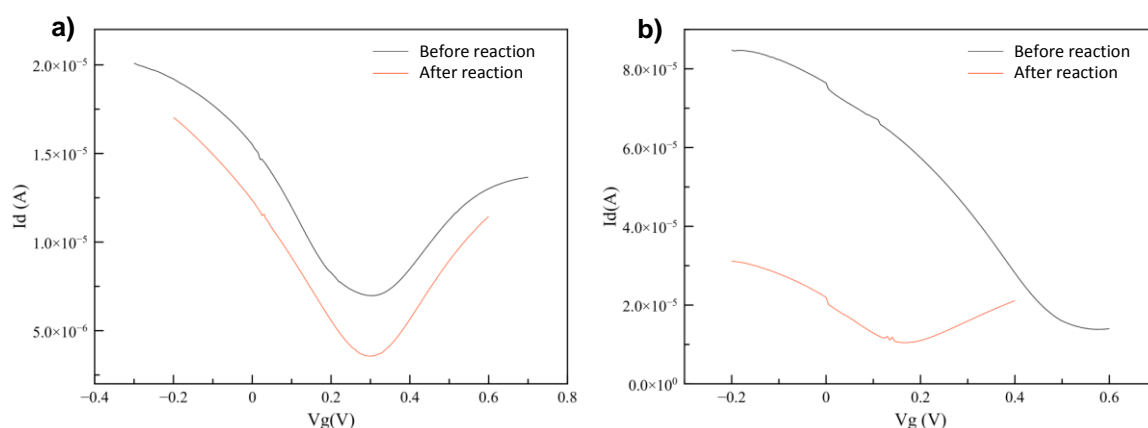 a)
Before reaction
After reaction
2.0×10⁻⁵
1.5×10⁻⁵
1.0×10⁻⁵
5.0×10⁻⁶
Id (A)
−0.4 −0.2 0 0.2 0.4 0.6 0.8
Vg(V)
b)
Before reaction
After reaction
8.0×10⁻⁵
6.0×10⁻⁵
4.0×10⁻⁵
2.0×10⁻⁵
0.0×10⁰
Id(A)
−0.2 0 0.2 0.4 0.6
Vg (V)